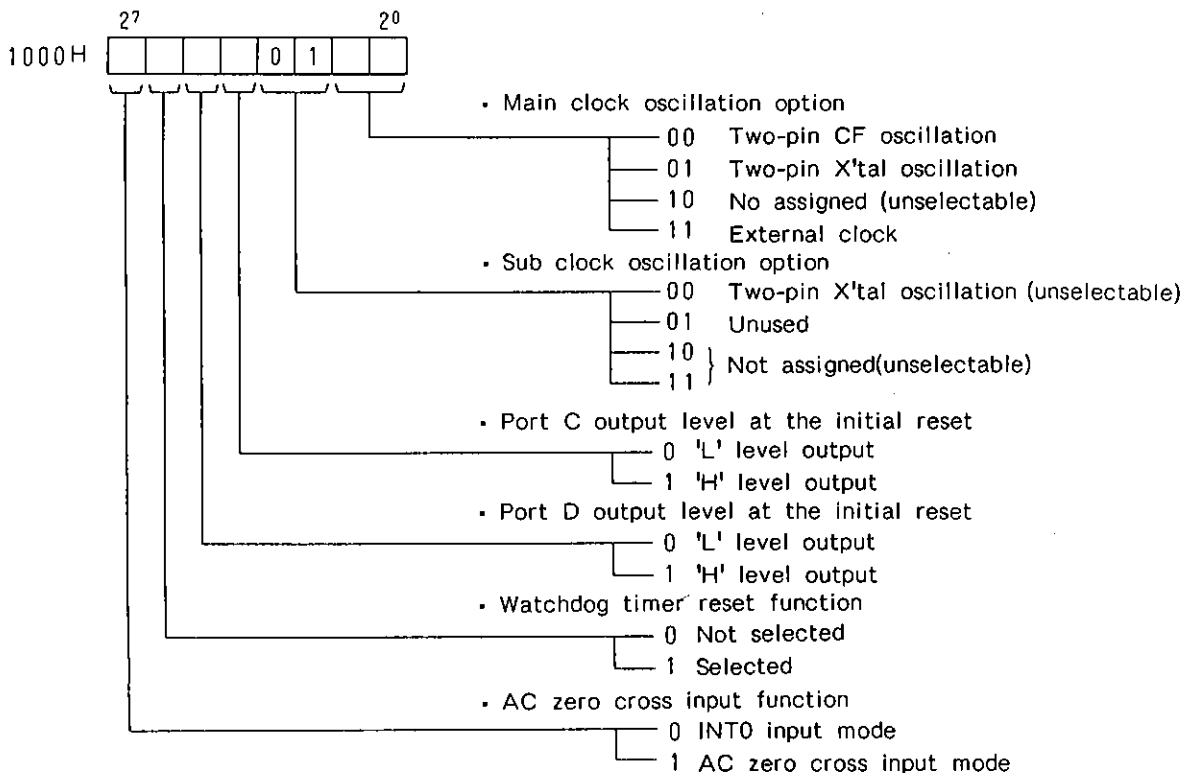 2⁷ 2⁰
1000H 0 1
▪ Main clock oscillation option
00 Two-pin CF oscillation
01 Two-pin X'tal oscillation
10 No assigned (unselectable)
11 External clock
▪ Sub clock oscillation option
00 Two-pin X'tal oscillation (unselectable)
01 Unused
10
11 } Not assigned(unselectable)
▪ Port C output level at the initial reset
0 'L' level output
1 'H' level output
▪ Port D output level at the initial reset
0 'L' level output
1 'H' level output
▪ Watchdog timer reset function
0 Not selected
1 Selected
▪ AC zero cross input function
0 INT0 input mode
1 AC zero cross input mode